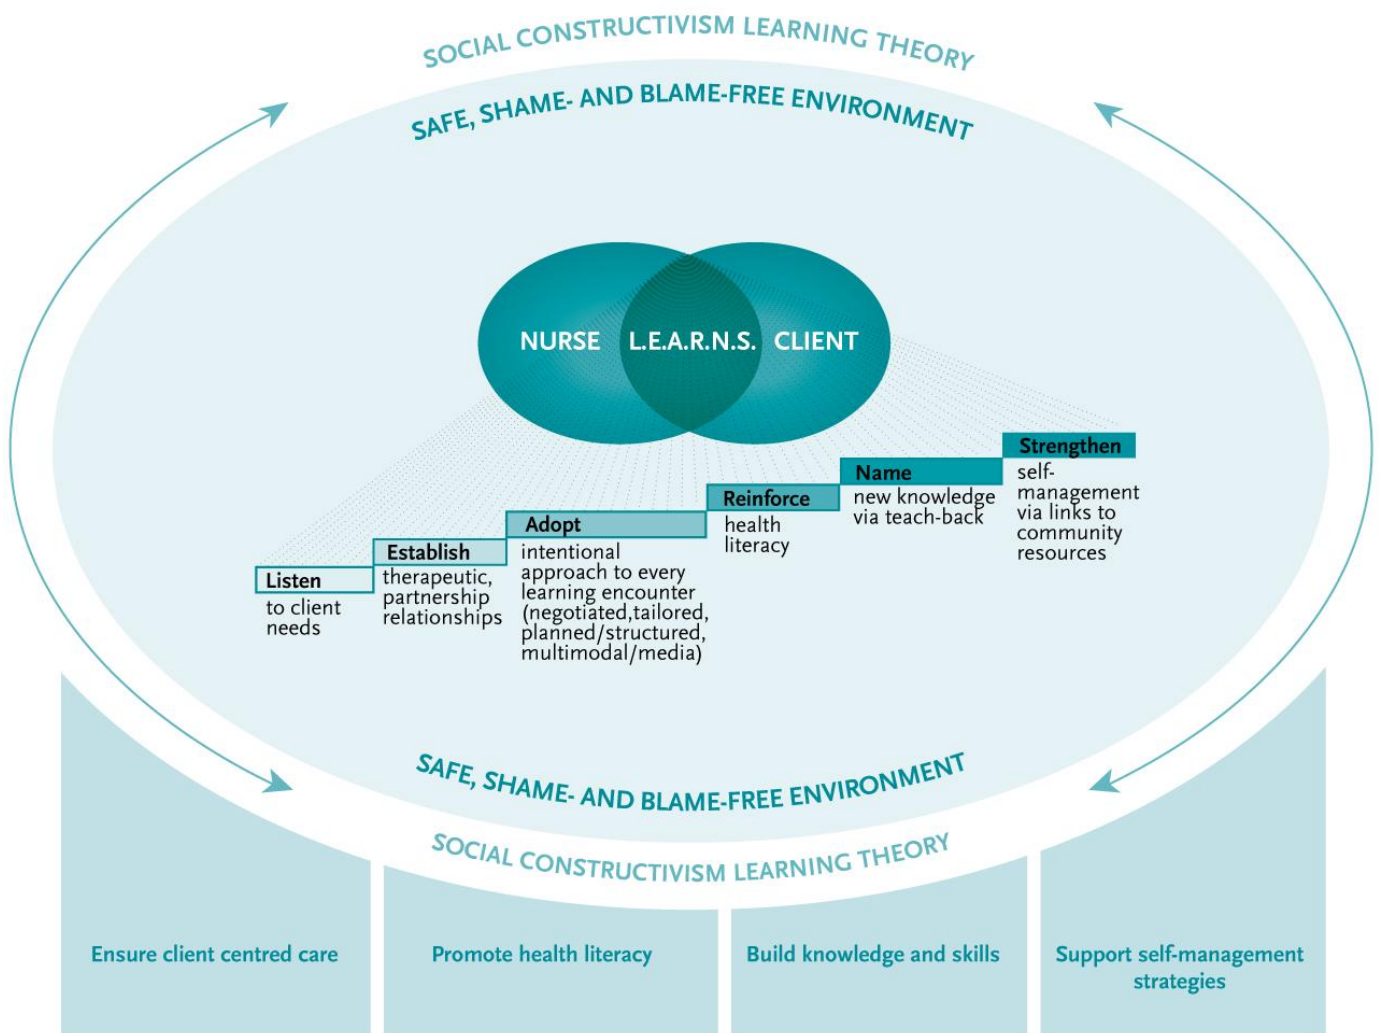 SOCIAL CONSTRUCTIVISM LEARNING THEORY
SAFE, SHAME- AND BLAME-FREE ENVIRONMENT
NURSE
L.E.A.R.N.S.
CLIENT
Listen
to client
needs
Establish
therapeutic,
partnership
relationships
Adopt
intentional
approach to every
learning encounter
(negotiated,tailored,
planned/structured,
multimodal/media)
Reinforce
health
literacy
Name
new knowledge
via teach-back
Strengthen
self-
management
via links to
community
resources
SAFE, SHAME- AND BLAME-FREE ENVIRONMENT
SOCIAL CONSTRUCTIVISM LEARNING THEORY
Ensure client centred care
Promote health literacy
Build knowledge and skills
Support self-management
strategies